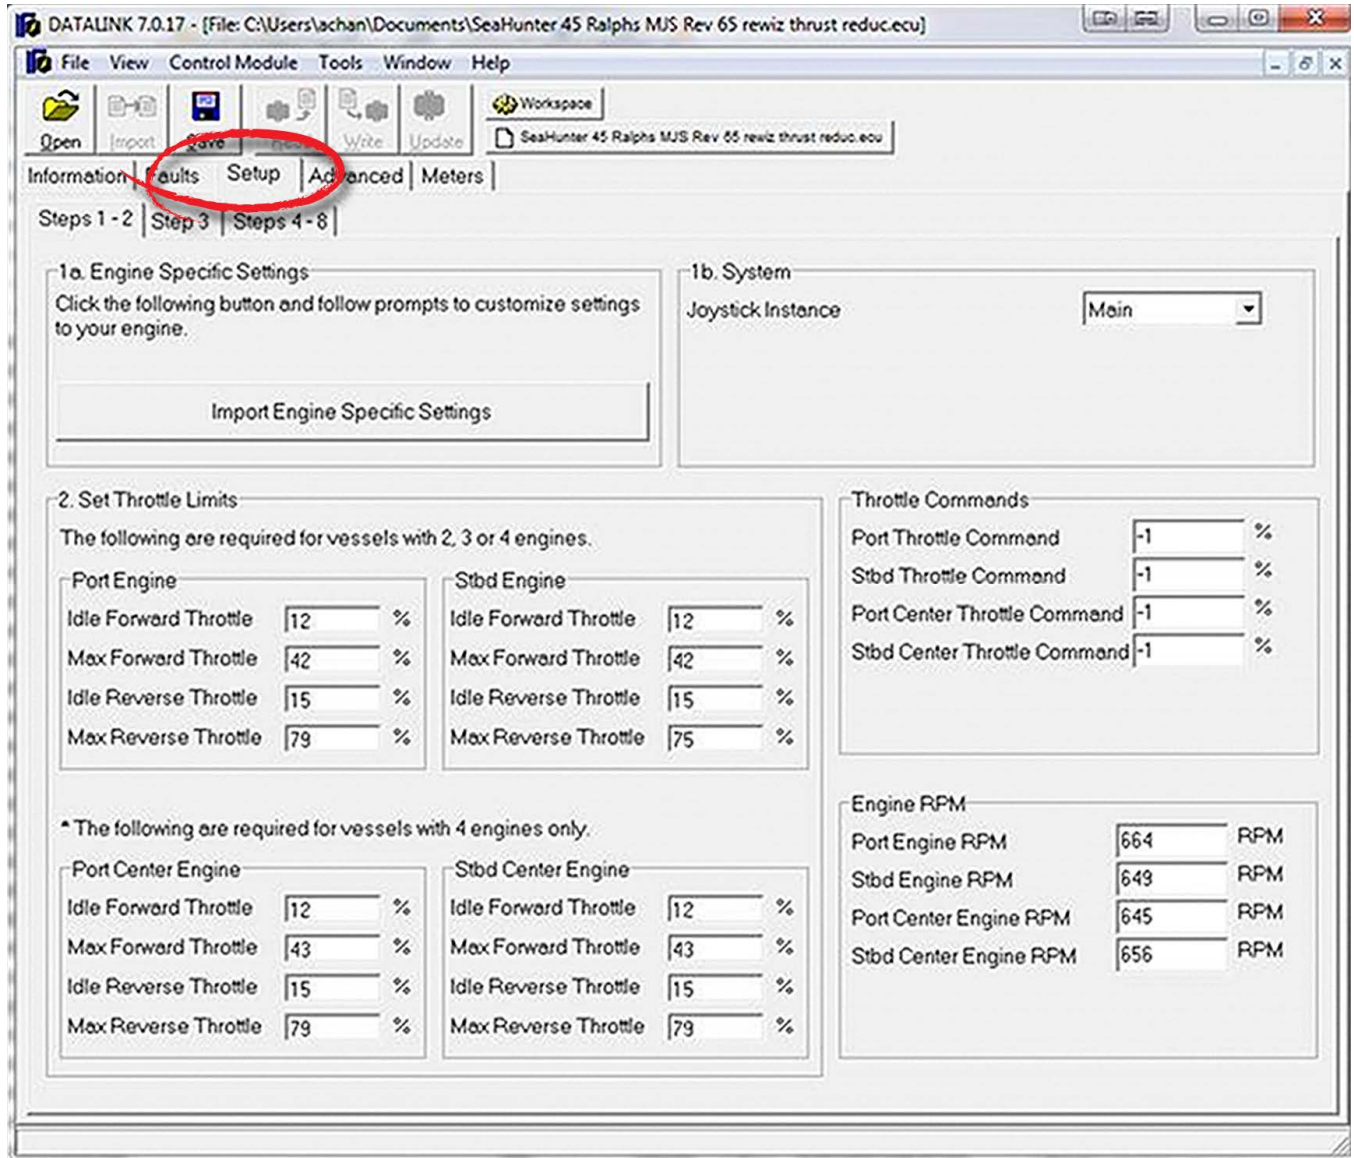 DATALINK 7.0.17 - [File: C:\Users\achan\Documents\SeaHunter 45 Ralphs MJS Rev 65 rewiz thrust reduc.ecu]
File View Control Module Tools Window Help
Workspace
Open Import Save Read Write Update
SeaHunter 45 Ralphs MJS Rev 65 rewiz thrust reduc.ecu
Information Faults Setup Advanced Meters
Steps 1 - 2 Step 3 Steps 4 - 8
1a. Engine Specific Settings
Click the following button and follow prompts to customize settings
to your engine.
Import Engine Specific Settings
1b. System
Joystick Instance Main
2. Set Throttle Limits
The following are required for vessels with 2, 3 or 4 engines.
Port Engine
Idle Forward Throttle 12 %
Max Forward Throttle 42 %
Idle Reverse Throttle 15 %
Max Reverse Throttle 79 %
Stbd Engine
Idle Forward Throttle 12 %
Max Forward Throttle 42 %
Idle Reverse Throttle 15 %
Max Reverse Throttle 75 %
* The following are required for vessels with 4 engines only.
Port Center Engine
Idle Forward Throttle 12 %
Max Forward Throttle 43 %
Idle Reverse Throttle 15 %
Max Reverse Throttle 79 %
Stbd Center Engine
Idle Forward Throttle 12 %
Max Forward Throttle 43 %
Idle Reverse Throttle 15 %
Max Reverse Throttle 79 %
Throttle Commands
Port Throttle Command -1 %
Stbd Throttle Command -1 %
Port Center Throttle Command -1 %
Stbd Center Throttle Command -1 %
Engine RPM
Port Engine RPM 664 RPM
Stbd Engine RPM 649 RPM
Port Center Engine RPM 645 RPM
Stbd Center Engine RPM 656 RPM